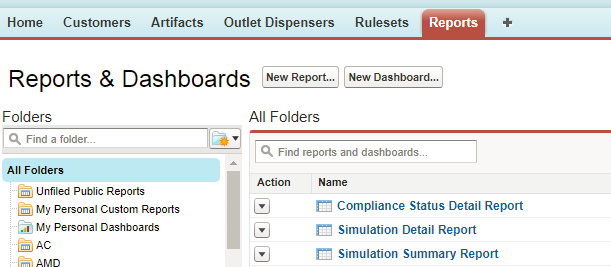 Home Customers Artifacts Outlet Dispensers Rulesets Reports +
Reports & Dashboards New Report... New Dashboard...
Folders
Find a folder...
All Folders
Unfiled Public Reports
My Personal Custom Reports
My Personal Dashboards
AC
AMD
All Folders
Find reports and dashboards...
Action Name
Compliance Status Detail Report
Simulation Detail Report
Simulation Summary Report